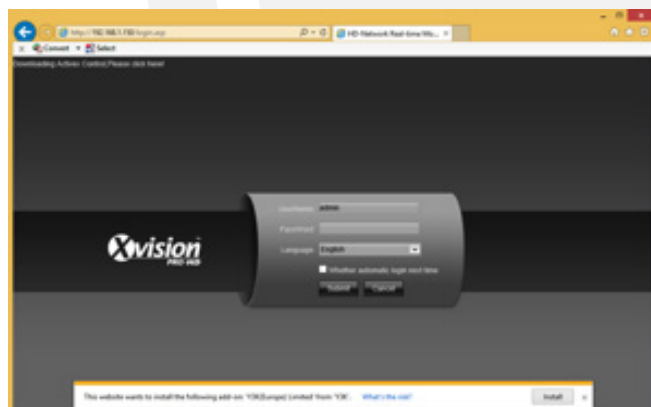 http://192.168.1.150/login.asp
HD-Network Real-time Mo...
x Convert Select
Downloading Activex Control,Please click here!
UserName admin
PassWord
Language English
Whether automatic login next time
Submit Cancel
Xvision
PRO-HD
This website wants to install the following add-on: 'Y3K(Europe) Limited' from 'Y3K'. What's the risk? Install x